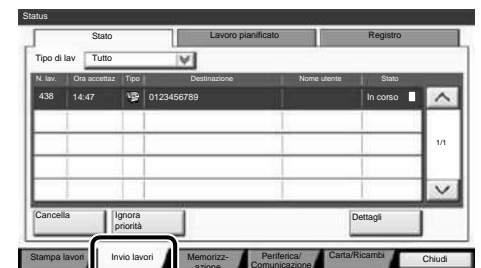 Status
Stato Lavoro pianificato Registro
Tipo di lav Tutto
N. lav. Ora accettaz Tipo Destinazione Nome utente Stato
438 14:47 0123456789 In corso
1/1
Cancella Ignora priorità Dettagli
Stampa lavori Invio lavori Memorizz-azione Periferica/Comunicazione Carta/Ricambi Chiudi